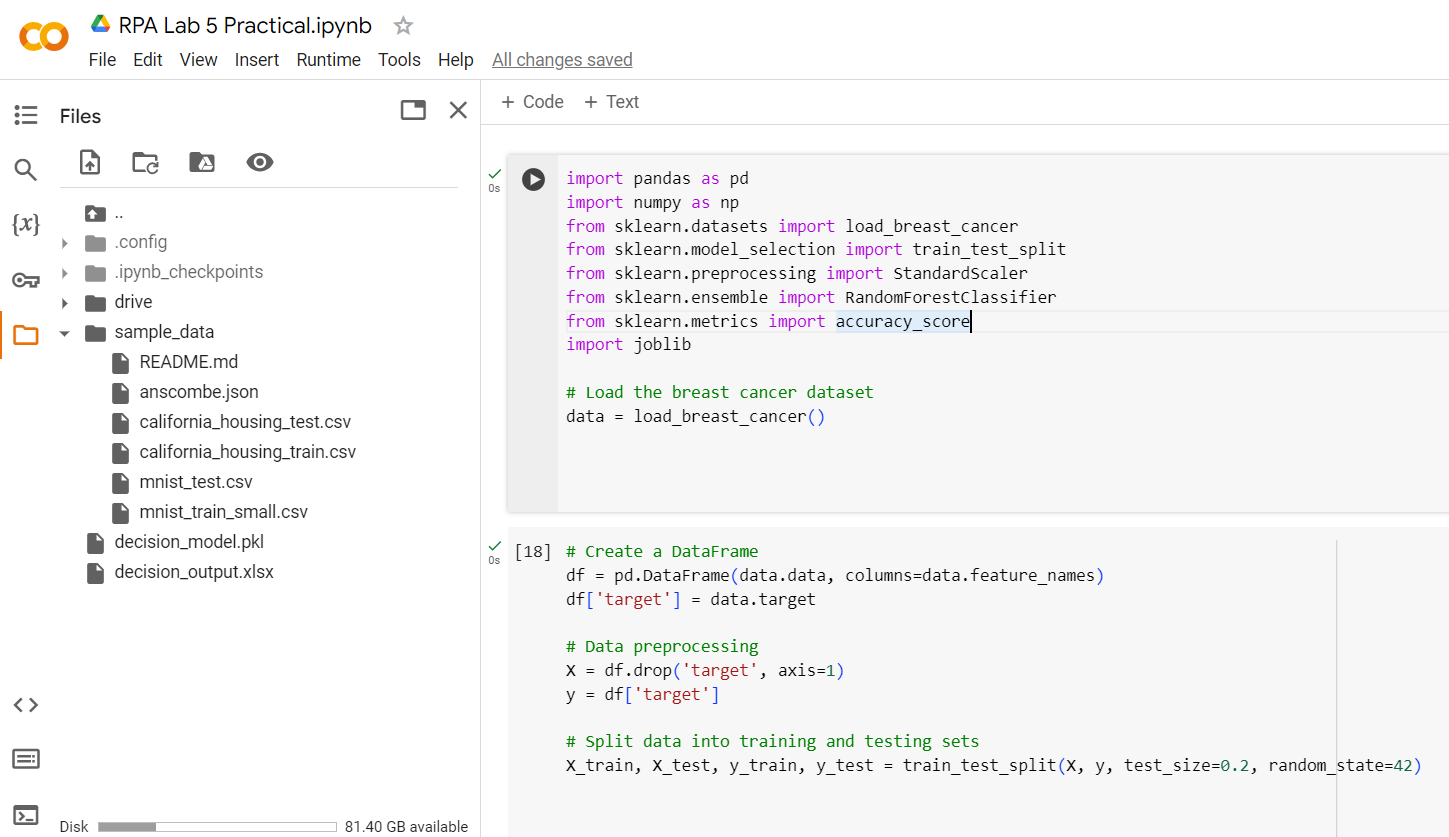 RPA Lab 5 Practical.ipynb
File Edit View Insert Runtime Tools Help All changes saved
Files
+ Code + Text
{x}
..
.config
.ipynb_checkpoints
drive
sample_data
README.md
anscombe.json
california_housing_test.csv
california_housing_train.csv
mnist_test.csv
mnist_train_small.csv
decision_model.pkl
decision_output.xlsx
Disk 81.40 GB available
0s
import pandas as pd
import numpy as np
from sklearn.datasets import load_breast_cancer
from sklearn.model_selection import train_test_split
from sklearn.preprocessing import StandardScaler
from sklearn.ensemble import RandomForestClassifier
from sklearn.metrics import accuracy_score
import joblib
# Load the breast cancer dataset
data = load_breast_cancer()
0s
[18] # Create a DataFrame
df = pd.DataFrame(data.data, columns=data.feature_names)
df['target'] = data.target
# Data preprocessing
X = df.drop('target', axis=1)
y = df['target']
# Split data into training and testing sets
X_train, X_test, y_train, y_test = train_test_split(X, y, test_size=0.2, random_state=42)